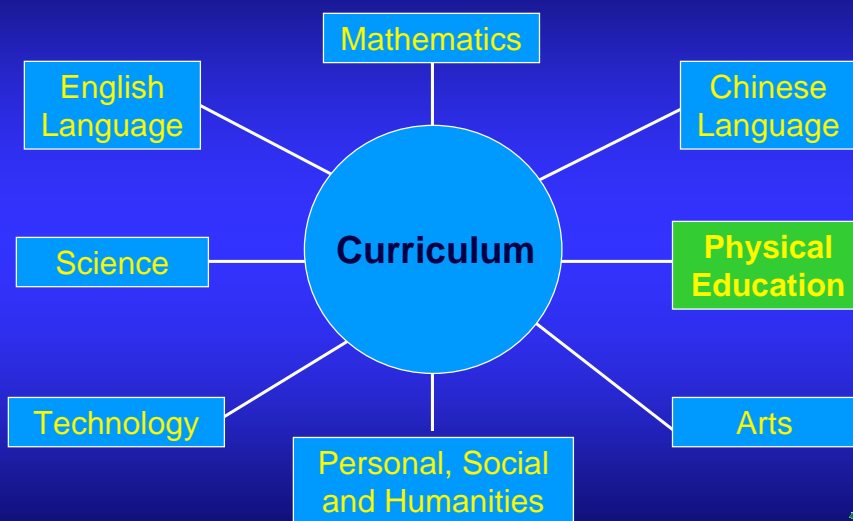 Mathematics
English
Language
Chinese
Language
Curriculum
Science
Physical
Education
Technology
Arts
Personal, Social
and Humanities